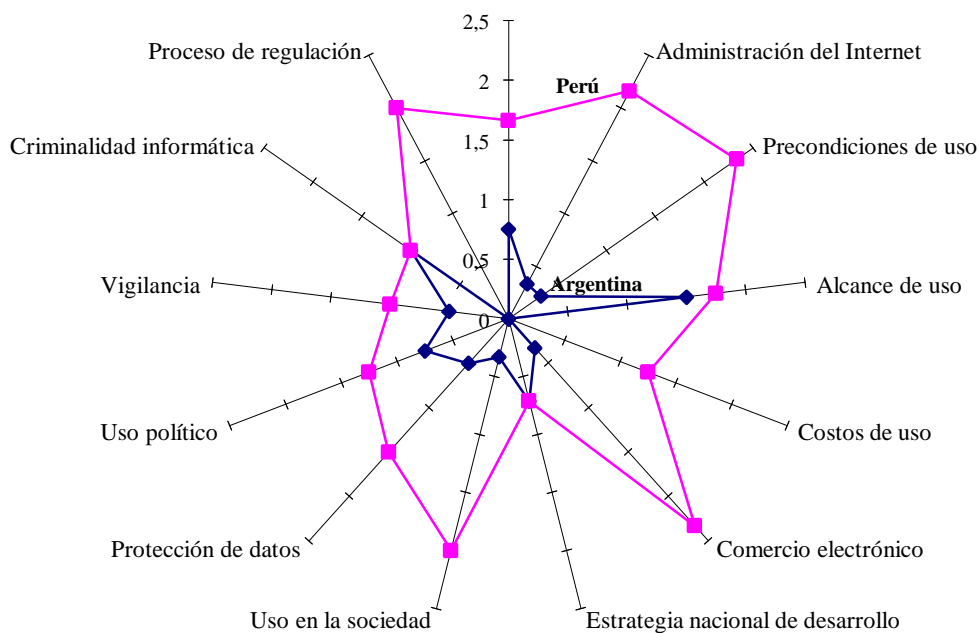 2,5
Proceso de regulación
Administración del Internet
2
Perú
1,5
Criminalidad informática
Precondiciones de uso
1
Vigilancia
0,5
Argentina
Alcance de uso
0
Uso político
Costos de uso
Protección de datos
Comercio electrónico
Uso en la sociedad
Estrategia nacional de desarrollo